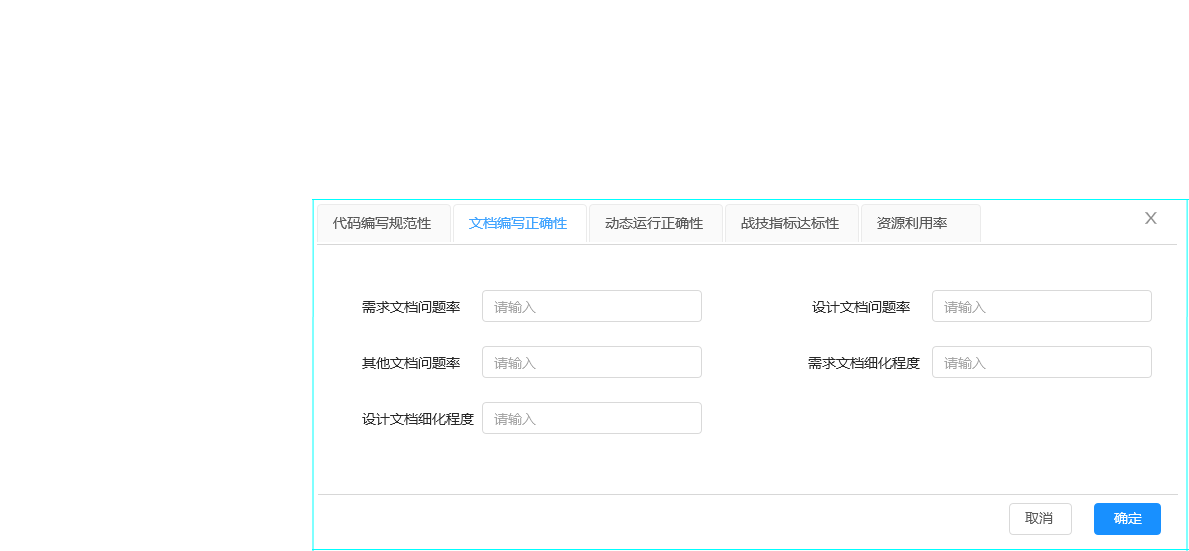 代码编写规范性 文档编写正确性 动态运行正确性 战技指标达标性 资源利用率 X
需求文档问题率 请输入 设计文档问题率 请输入
其他文档问题率 请输入 需求文档细化程度 请输入
设计文档细化程度 请输入
取消 确定